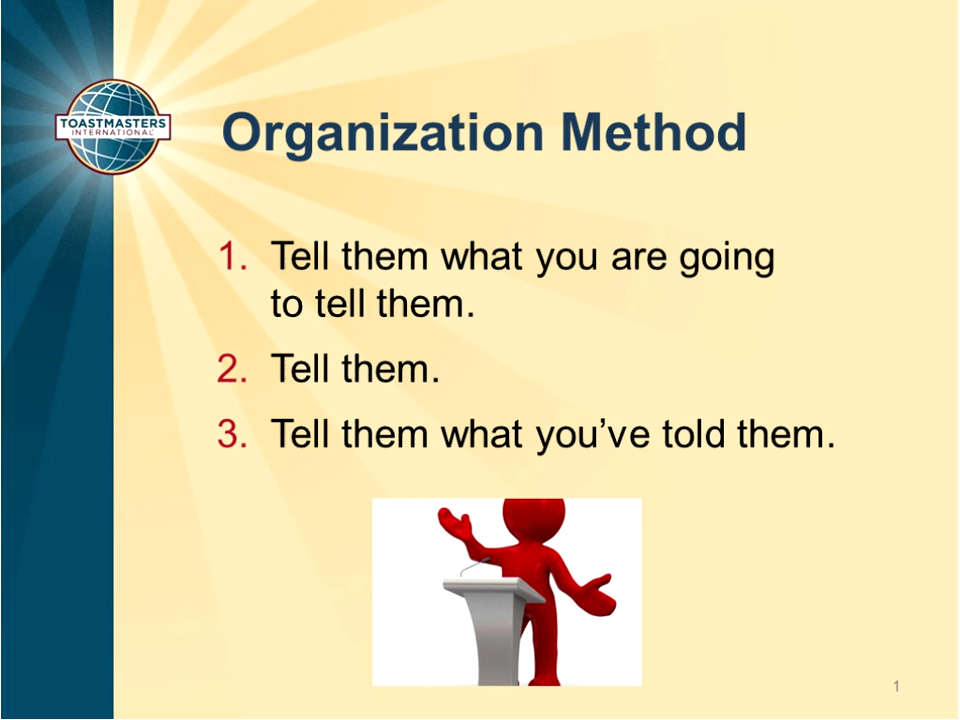 TOASTMASTERS
INTERNATIONAL
Organization Method
1. Tell them what you are going
to tell them.
2. Tell them.
3. Tell them what you’ve told them.
1